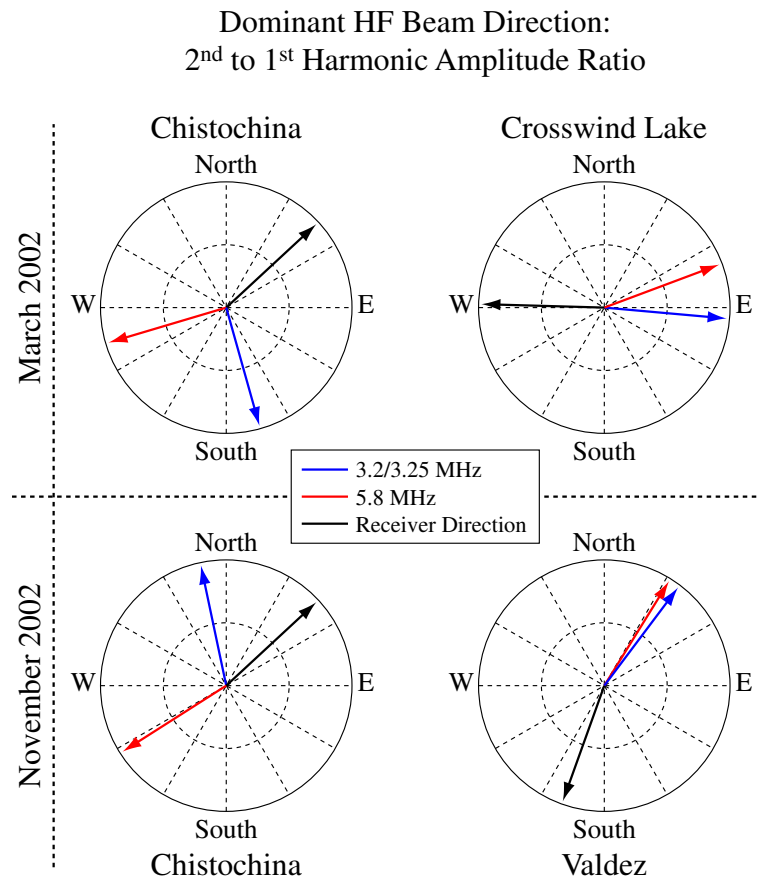 Dominant HF Beam Direction:
2nd to 1st Harmonic Amplitude Ratio
Chistochina
Crosswind Lake
March 2002
North
W
E
South
North
W
E
South
3.2/3.25 MHz
5.8 MHz
Receiver Direction
November 2002
North
W
E
South
Chistochina
North
W
E
South
Valdez